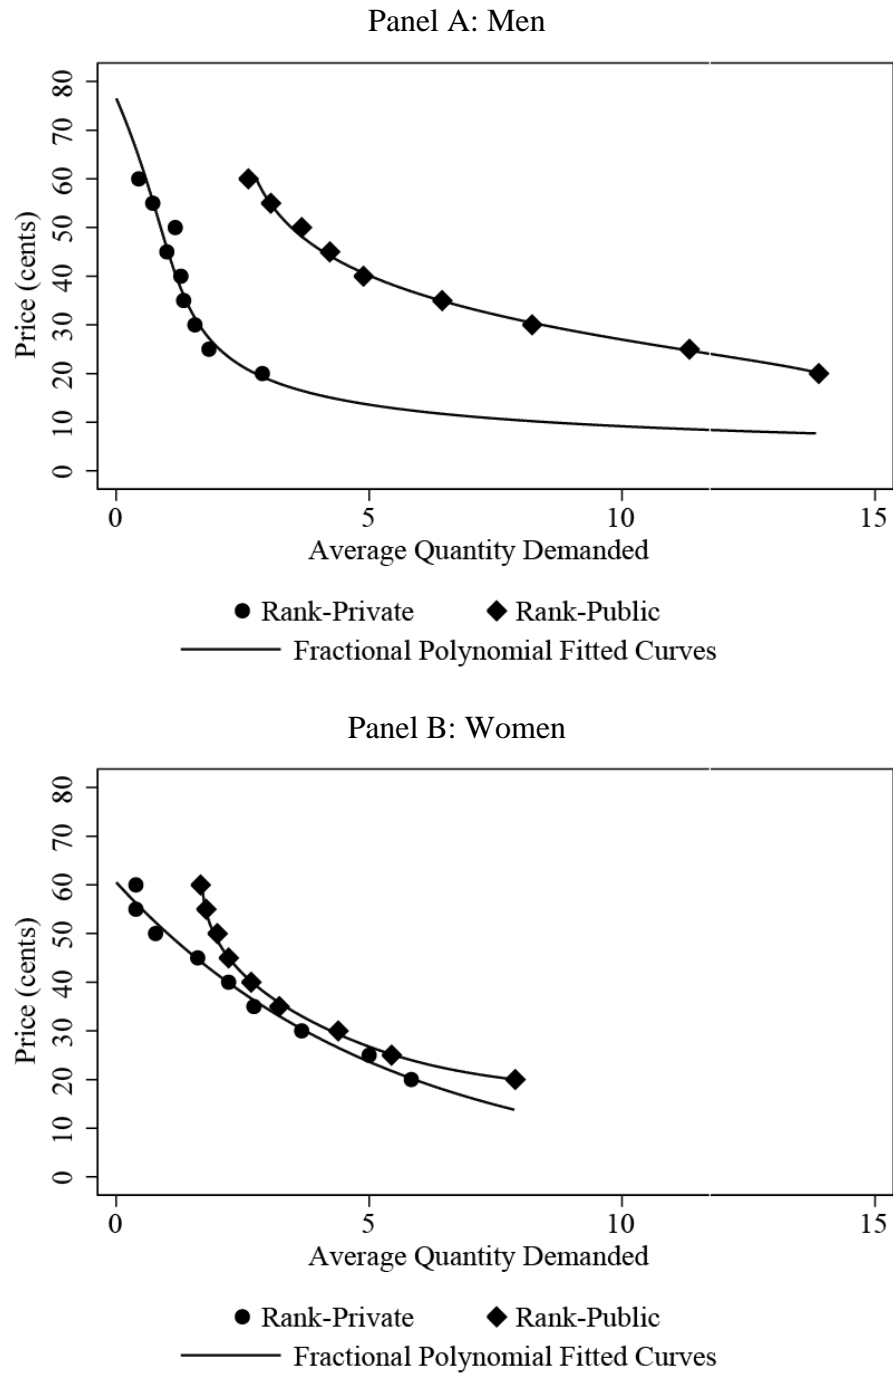 Panel A: Men
Price (cents)
80
70
60
50
40
30
20
10
0
0 5 10 15
Average Quantity Demanded
Rank-Private Rank-Public
Fractional Polynomial Fitted Curves
Panel B: Women
Price (cents)
80
70
60
50
40
30
20
10
0
0 5 10 15
Average Quantity Demanded
Rank-Private Rank-Public
Fractional Polynomial Fitted Curves